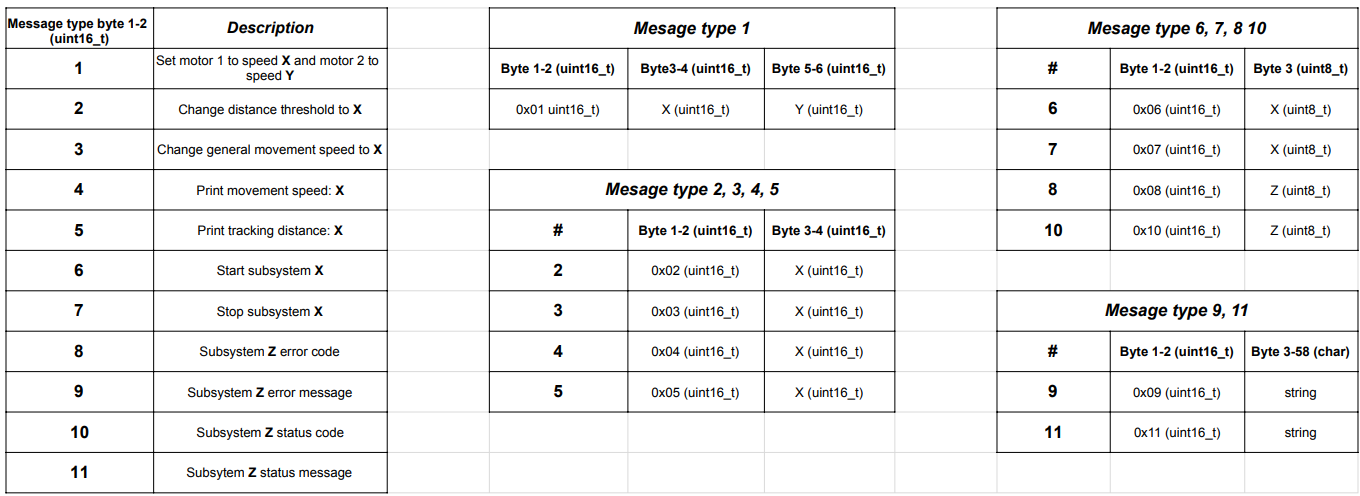 Message type byte 1-2 (uint16_t) Description
1 Set motor 1 to speed X and motor 2 to speed Y
2 Change distance threshold to X
3 Change general movement speed to X
4 Print movement speed: X
5 Print tracking distance: X
6 Start subsystem X
7 Stop subsystem X
8 Subsystem Z error code
9 Subsystem Z error message
10 Subsystem Z status code
11 Subsytem Z status message
Mesage type 1
Byte 1-2 (uint16_t) Byte3-4 (uint16_t) Byte 5-6 (uint16_t)
0x01 uint16_t) X (uint16_t) Y (uint16_t)
Mesage type 2, 3, 4, 5
# Byte 1-2 (uint16_t) Byte 3-4 (uint16_t)
2 0x02 (uint16_t) X (uint16_t)
3 0x03 (uint16_t) X (uint16_t)
4 0x04 (uint16_t) X (uint16_t)
5 0x05 (uint16_t) X (uint16_t)
Mesage type 6, 7, 8 10
# Byte 1-2 (uint16_t) Byte 3 (uint8_t)
6 0x06 (uint16_t) X (uint8_t)
7 0x07 (uint16_t) X (uint8_t)
8 0x08 (uint16_t) Z (uint8_t)
10 0x10 (uint16_t) Z (uint8_t)
Mesage type 9, 11
# Byte 1-2 (uint16_t) Byte 3-58 (char)
9 0x09 (uint16_t) string
11 0x11 (uint16_t) string